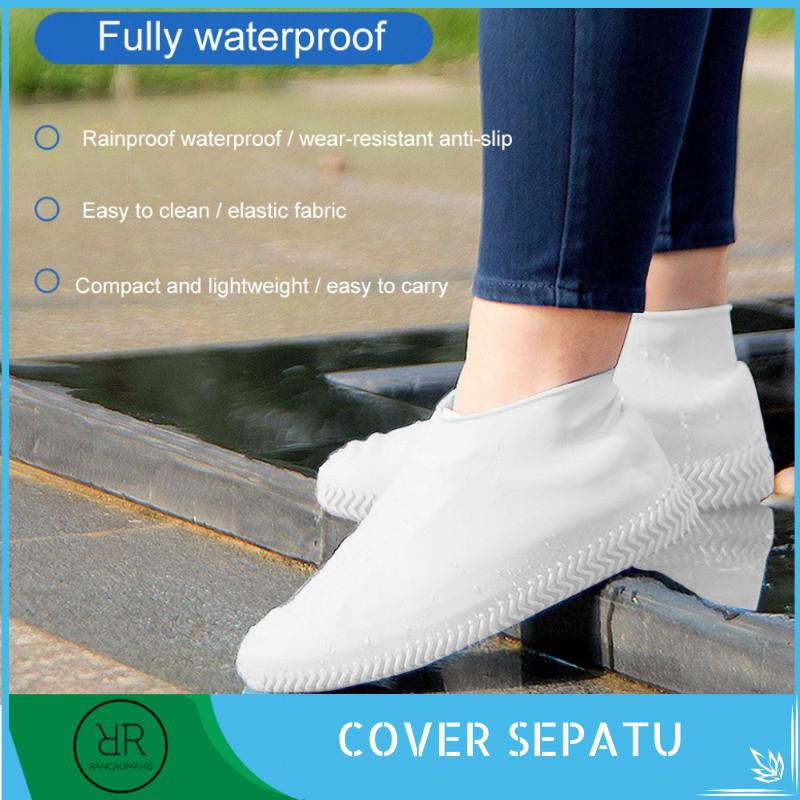 Fully waterproof
Rainproof waterproof / wear-resistant anti-slip
Easy to clean / elastic fabric
Compact and lightweight / easy to carry
RANCAQMANIS
COVER SEPATU